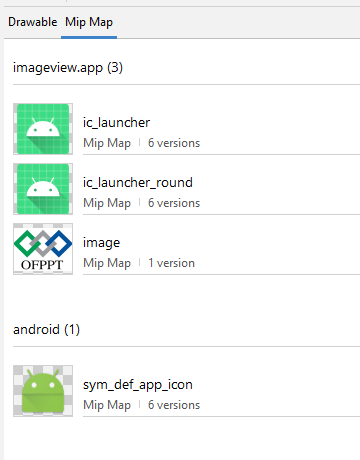 Drawable Mip Map
imageview.app (3)
ic_launcher
Mip Map | 6 versions
ic_launcher_round
Mip Map | 6 versions
OFPPT
image
Mip Map | 1 version
android (1)
sym_def_app_icon
Mip Map | 6 versions